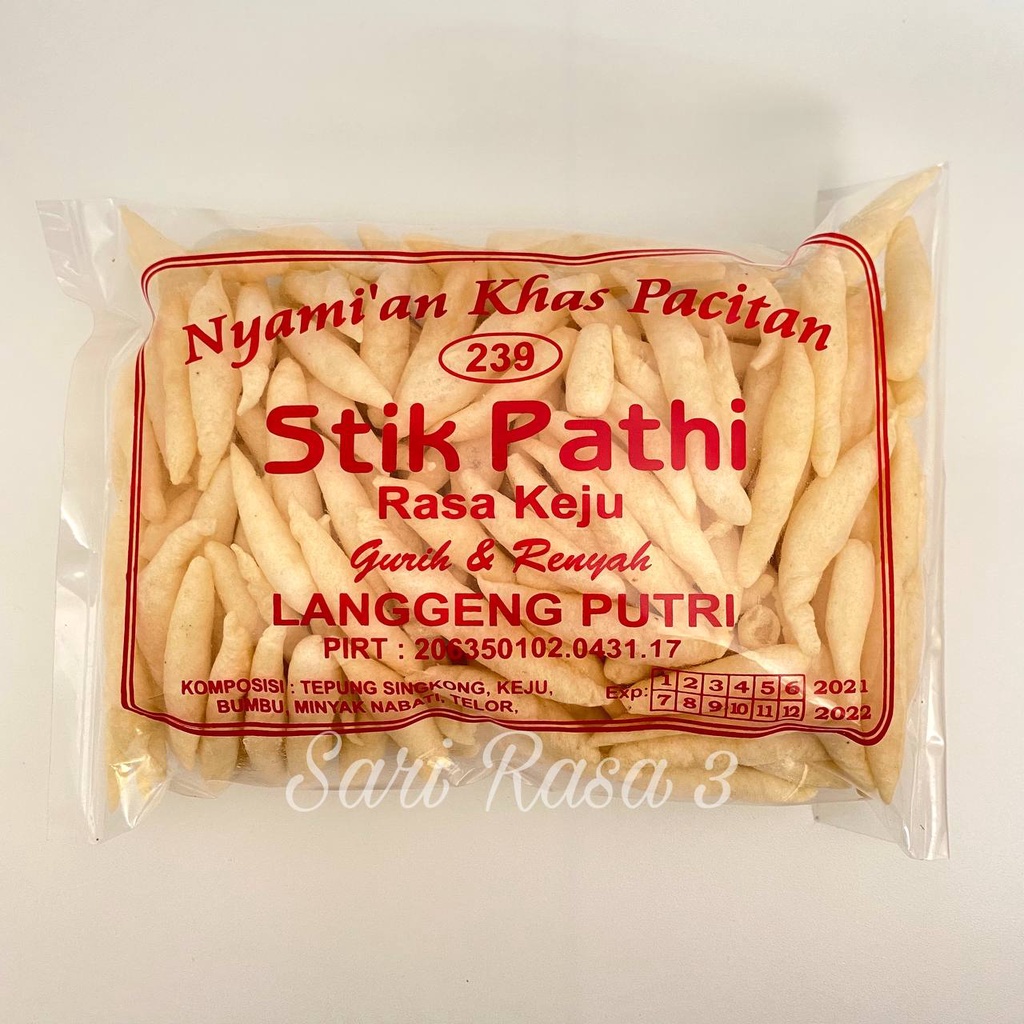 Nyami'an Khas Pacitan
239
Stik Pathi
Rasa Keju
Gurih & Renyah
LANGGENG PUTRI
PIRT : 206350102.0431.17
KOMPOSISI : TEPUNG SINGKONG, KEJU,
BUMBU, MINYAK NABATI, TELOR,
Exp: 1 2 3 4 5 6 2021
7 8 9 10 11 12 2022
Sari Rasa 3